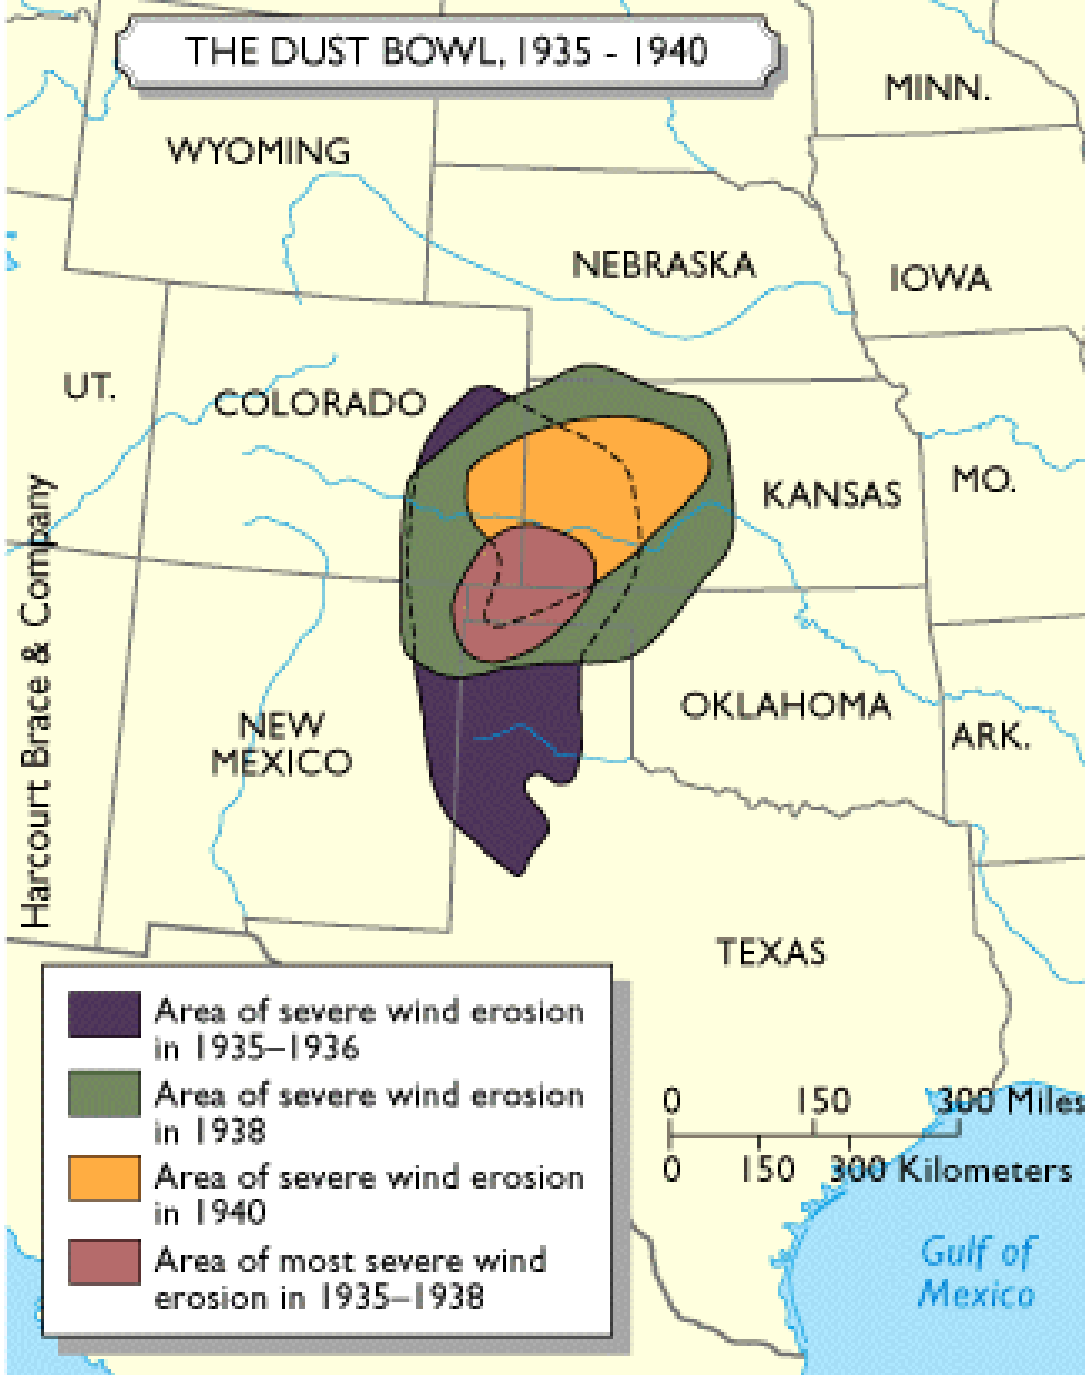 THE DUST BOWL, 1935 - 1940
MINN.
WYOMING
NEBRASKA
IOWA
UT.
COLORADO
KANSAS
MO.
Harcourt Brace & Company
NEW
MEXICO
OKLAHOMA
ARK.
TEXAS
Area of severe wind erosion
in 1935–1936
Area of severe wind erosion
in 1938
Area of severe wind erosion
in 1940
Area of most severe wind
erosion in 1935–1938
0 150 300 Miles
0 150 300 Kilometers
Gulf of
Mexico